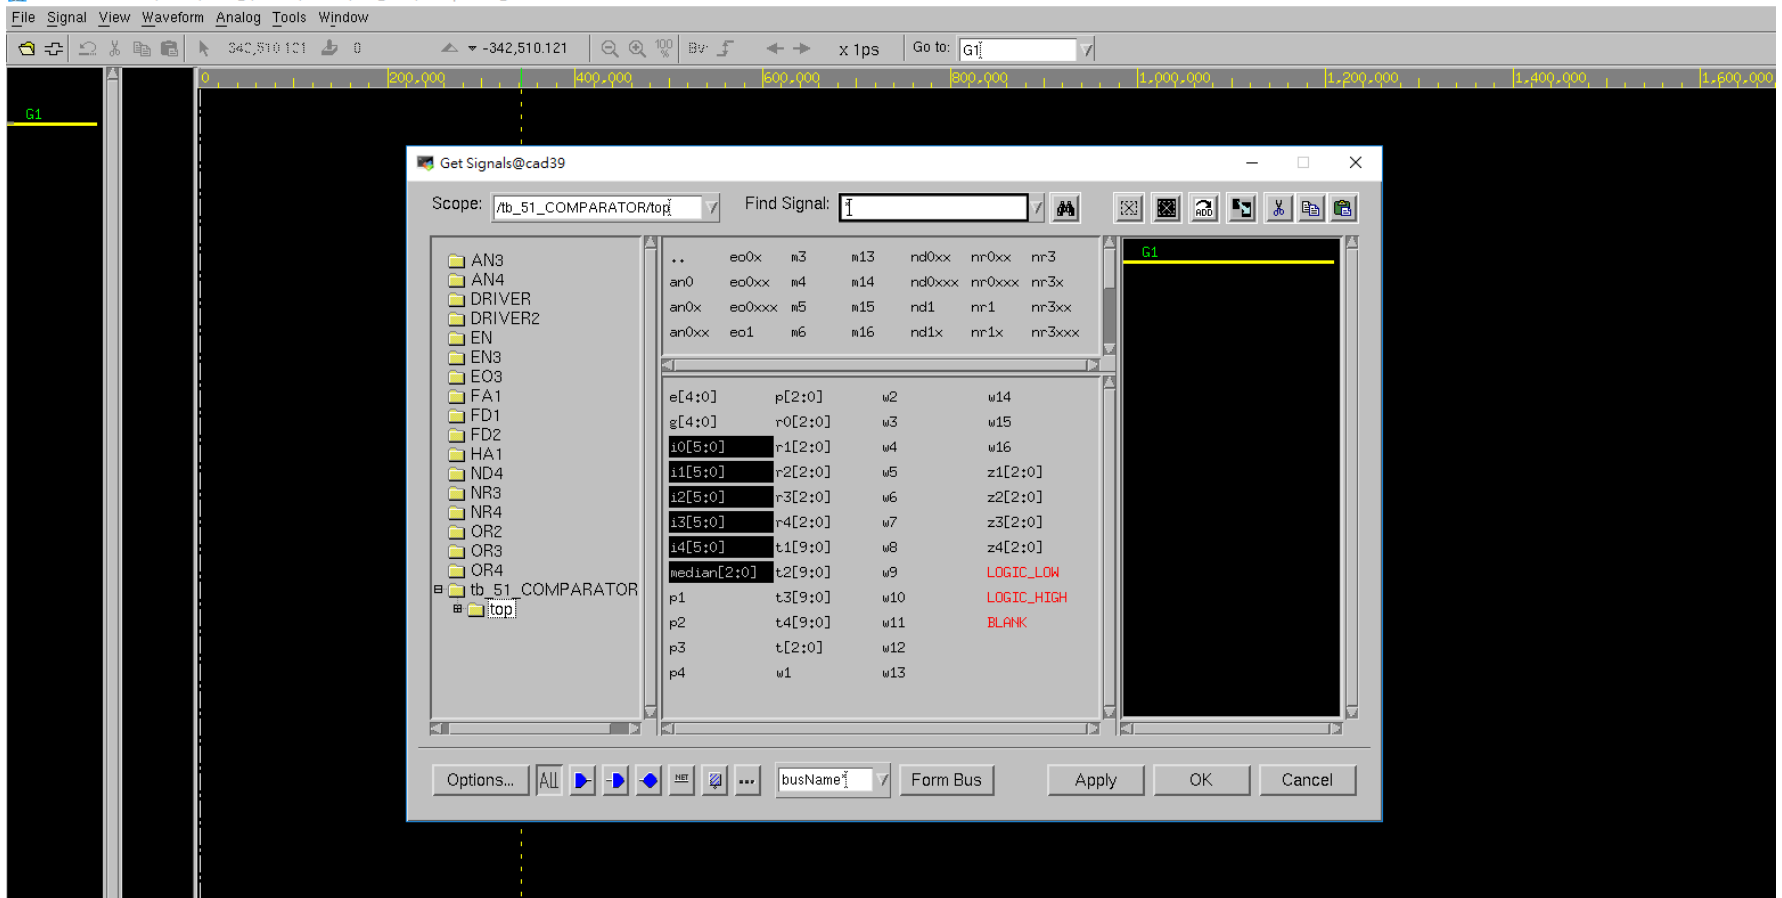 File Signal View Waveform Analog Tools Window
342,510.121 0 -342,510.121 100 % By: x 1ps Go to: G1
0 200,000 400,000 600,000 800,000 1,000,000 1,200,000 1,400,000 1,600,000
G1
Get Signals@cad39
Scope: /tb_51_COMPARATOR/top Find Signal: * ADD
AN3
AN4
DRIVER
DRIVER2
EN
EN3
EO3
FA1
FD1
FD2
HA1
ND4
NR3
NR4
OR2
OR3
OR4
tb_51_COMPARATOR
top
.. eo0x m3 m13 nd0xx nr0xx nr3
an0 eo0xx m4 m14 nd0xxx nr0xxx nr3x
an0x eo0xxx m5 m15 nd1 nr1 nr3xx
an0xx eo1 m6 m16 nd1x nr1x nr3xxx
e[4:0] p[2:0] w2 w14
g[4:0] r0[2:0] w3 w15
i0[5:0] r1[2:0] w4 w16
i1[5:0] r2[2:0] w5 z1[2:0]
i2[5:0] r3[2:0] w6 z2[2:0]
i3[5:0] r4[2:0] w7 z3[2:0]
i4[5:0] t1[9:0] w8 z4[2:0]
median[2:0] t2[9:0] w9 LOGIC_LOW
p1 t3[9:0] w10 LOGIC_HIGH
p2 t4[9:0] w11 BLANK
p3 t[2:0] w12
p4 w1 w13
G1
Options... All NET ... busName* Form Bus Apply OK Cancel